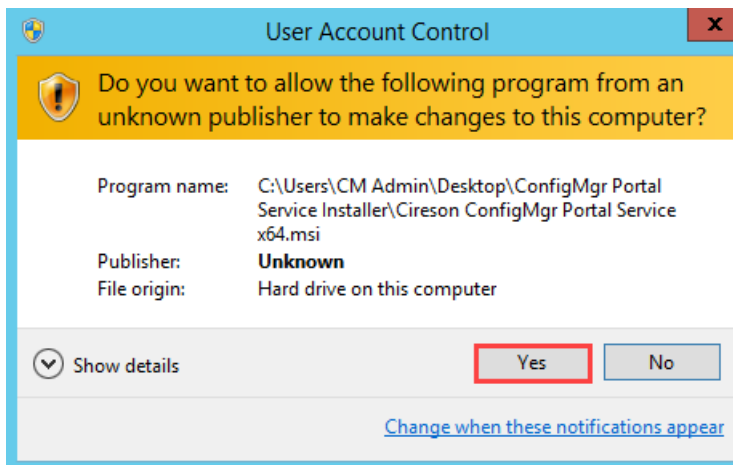 User Account Control
x
Do you want to allow the following program from an
unknown publisher to make changes to this computer?
Program name: C:\Users\CM Admin\Desktop\ConfigMgr Portal
Service Installer\Cireson ConfigMgr Portal Service
x64.msi
Publisher: Unknown
File origin: Hard drive on this computer
Show details
Yes
No
Change when these notifications appear